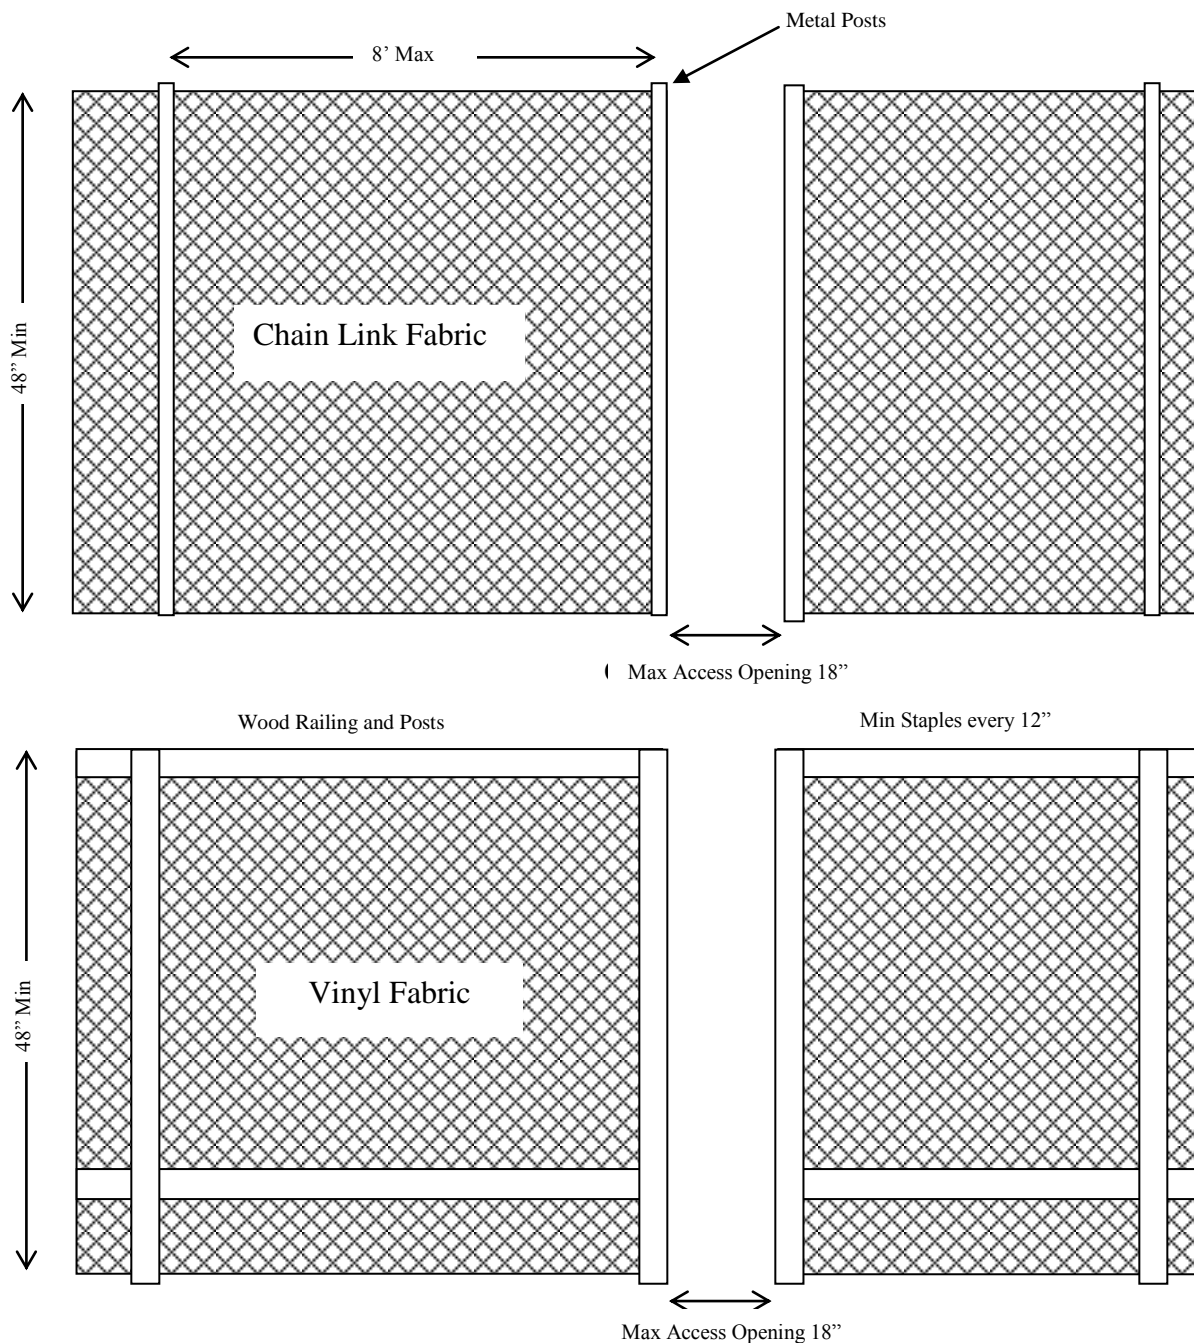 Metal Posts
8’ Max
48” Min
Chain Link Fabric
Max Access Opening 18”
Wood Railing and Posts
Min Staples every 12”
48” Min
Vinyl Fabric
Max Access Opening 18”